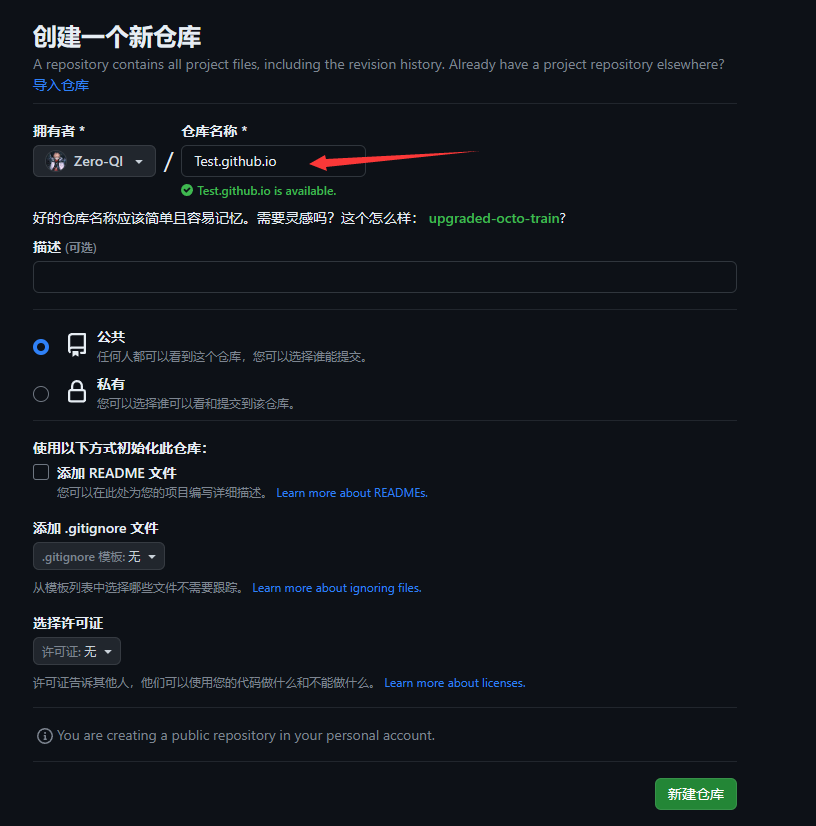 创建一个新仓库
A repository contains all project files, including the revision history. Already have a project repository elsewhere?
导入仓库
拥有者 *
仓库名称 *
Zero-QI
/
Test.github.io
Test.github.io is available.
好的仓库名称应该简单且容易记忆。需要灵感吗？这个怎么样： upgraded-octo-train?
描述 (可选)
公共
任何人都可以看到这个仓库，您可以选择谁能提交。
私有
您可以选择谁可以看和提交到该仓库。
使用以下方式初始化此仓库：
添加 README 文件
您可以在此处为您的项目编写详细描述。 Learn more about READMEs.
添加 .gitignore 文件
.gitignore 模板: 无
从模板列表中选择哪些文件不需要跟踪。 Learn more about ignoring files.
选择许可证
许可证: 无
许可证告诉其他人，他们可以使用您的代码做什么和不能做什么。 Learn more about licenses.
You are creating a public repository in your personal account.
新建仓库